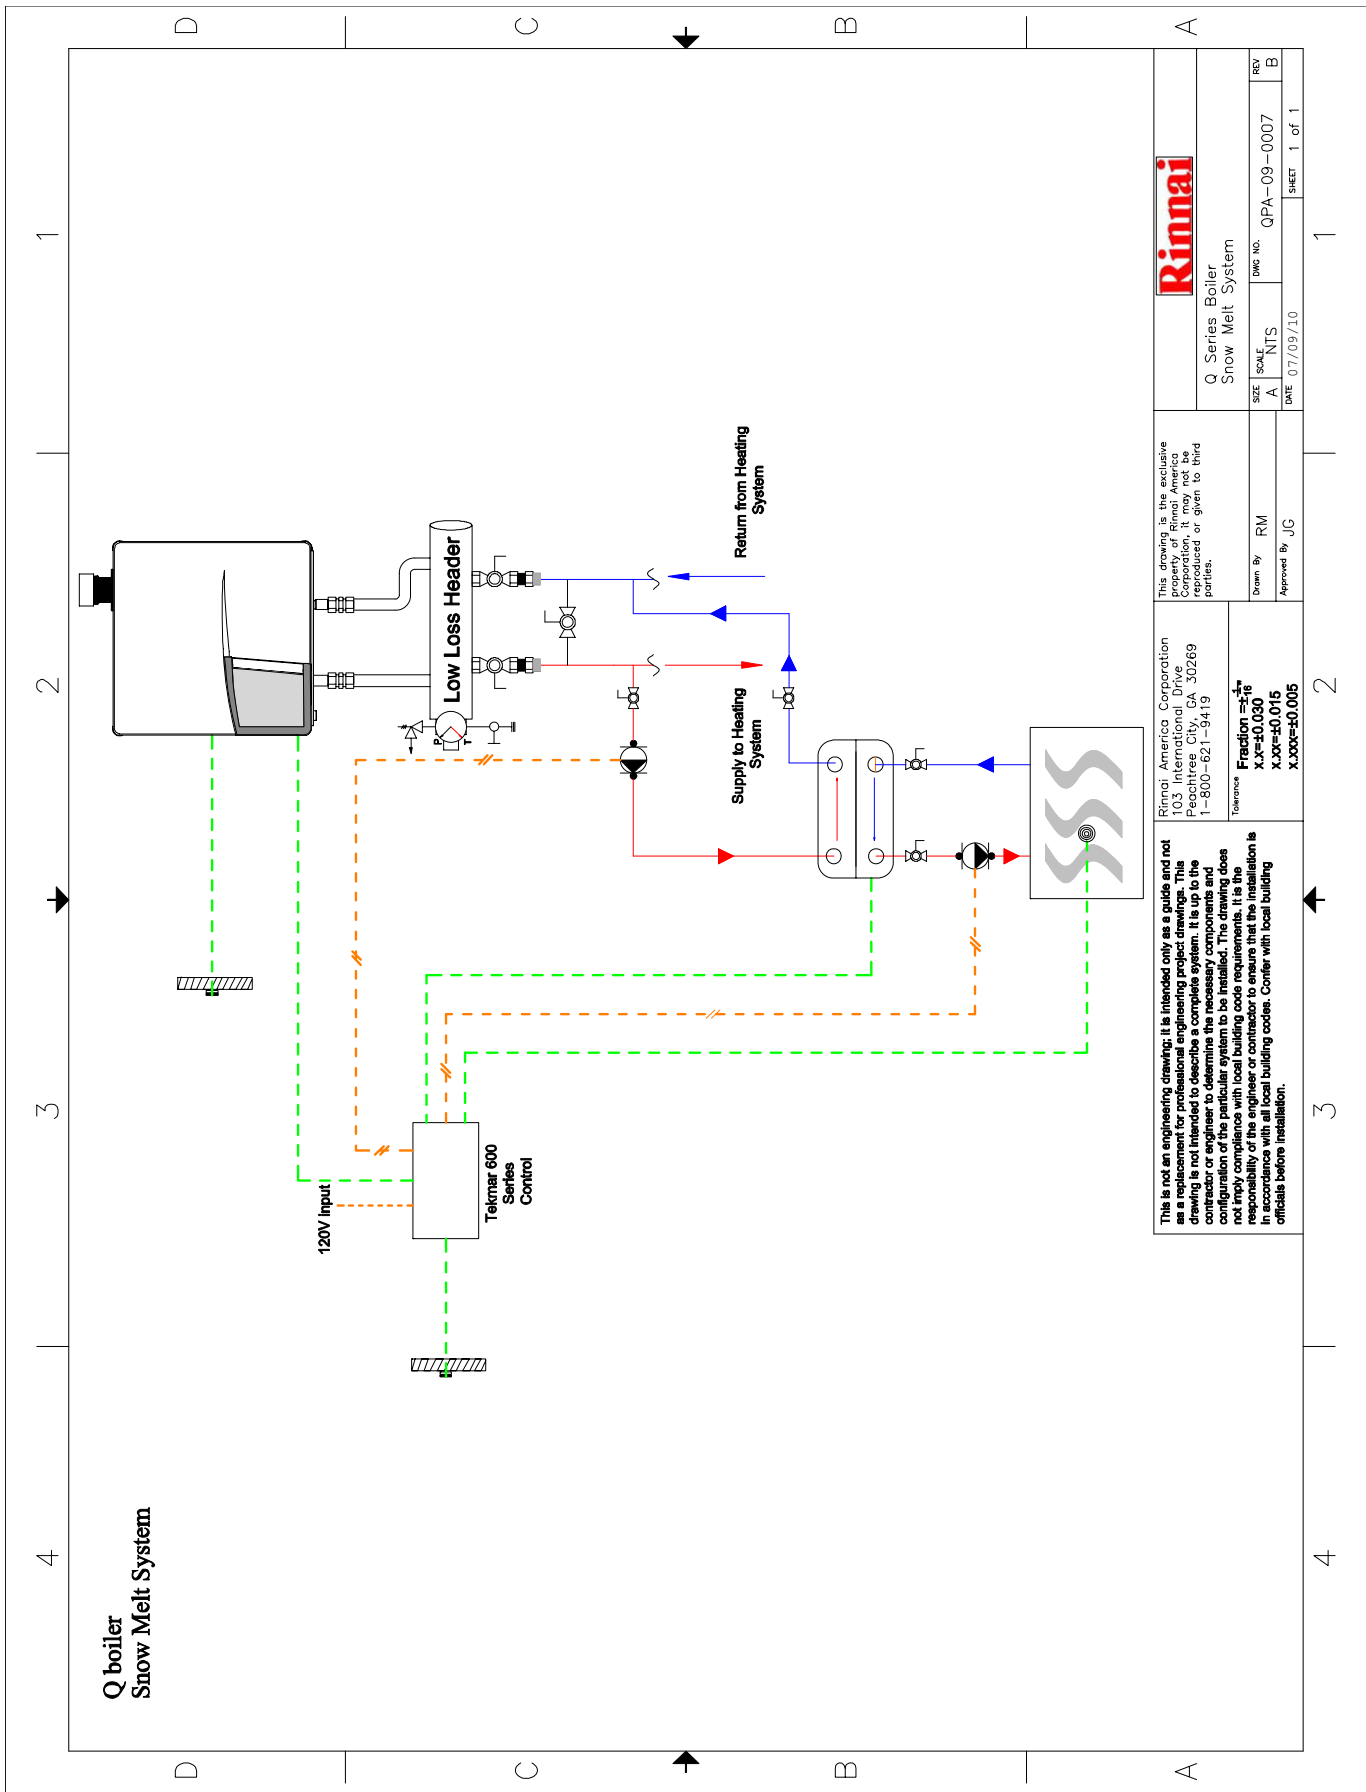 Q boiler
Snow Melt System
4
3
2
1
D
C
B
A
D
C
B
A
4
3
2
1
120V Input
Tekmar 600
Series
Control
Low Loss Header
P
T
Supply to Heating
System
Return from Heating
System
This is not an engineering drawing; it is intended only as a guide and not
as a replacement for professional engineering project drawings. This
drawing is not intended to describe a complete system. It is up to the
contractor or engineer to determine the necessary components and
configuration of the particular system to be installed. The drawing does
not imply compliance with local building code requirements. It is the
responsibility of the engineer or contractor to ensure that the installation is
in accordance with all local building codes. Confer with local building
officials before installation.
Rinnai America Corporation
103 International Drive
Peachtree City, GA 30269
1-800-621-9419
Tolerance
Fraction =±1/16"
X.X=±0.030
X.XX=±0.015
X.XXX=±0.005
This drawing is the exclusive
property of Rinnai America
Corporation, it may not be
reproduced or given to third
parties.
Drawn By RM
Approved By JG
Rinnai
Q Series Boiler
Snow Melt System
SIZE A
SCALE NTS
DWG NO. QPA-09-0007
REV B
DATE 07/09/10
SHEET 1 of 1